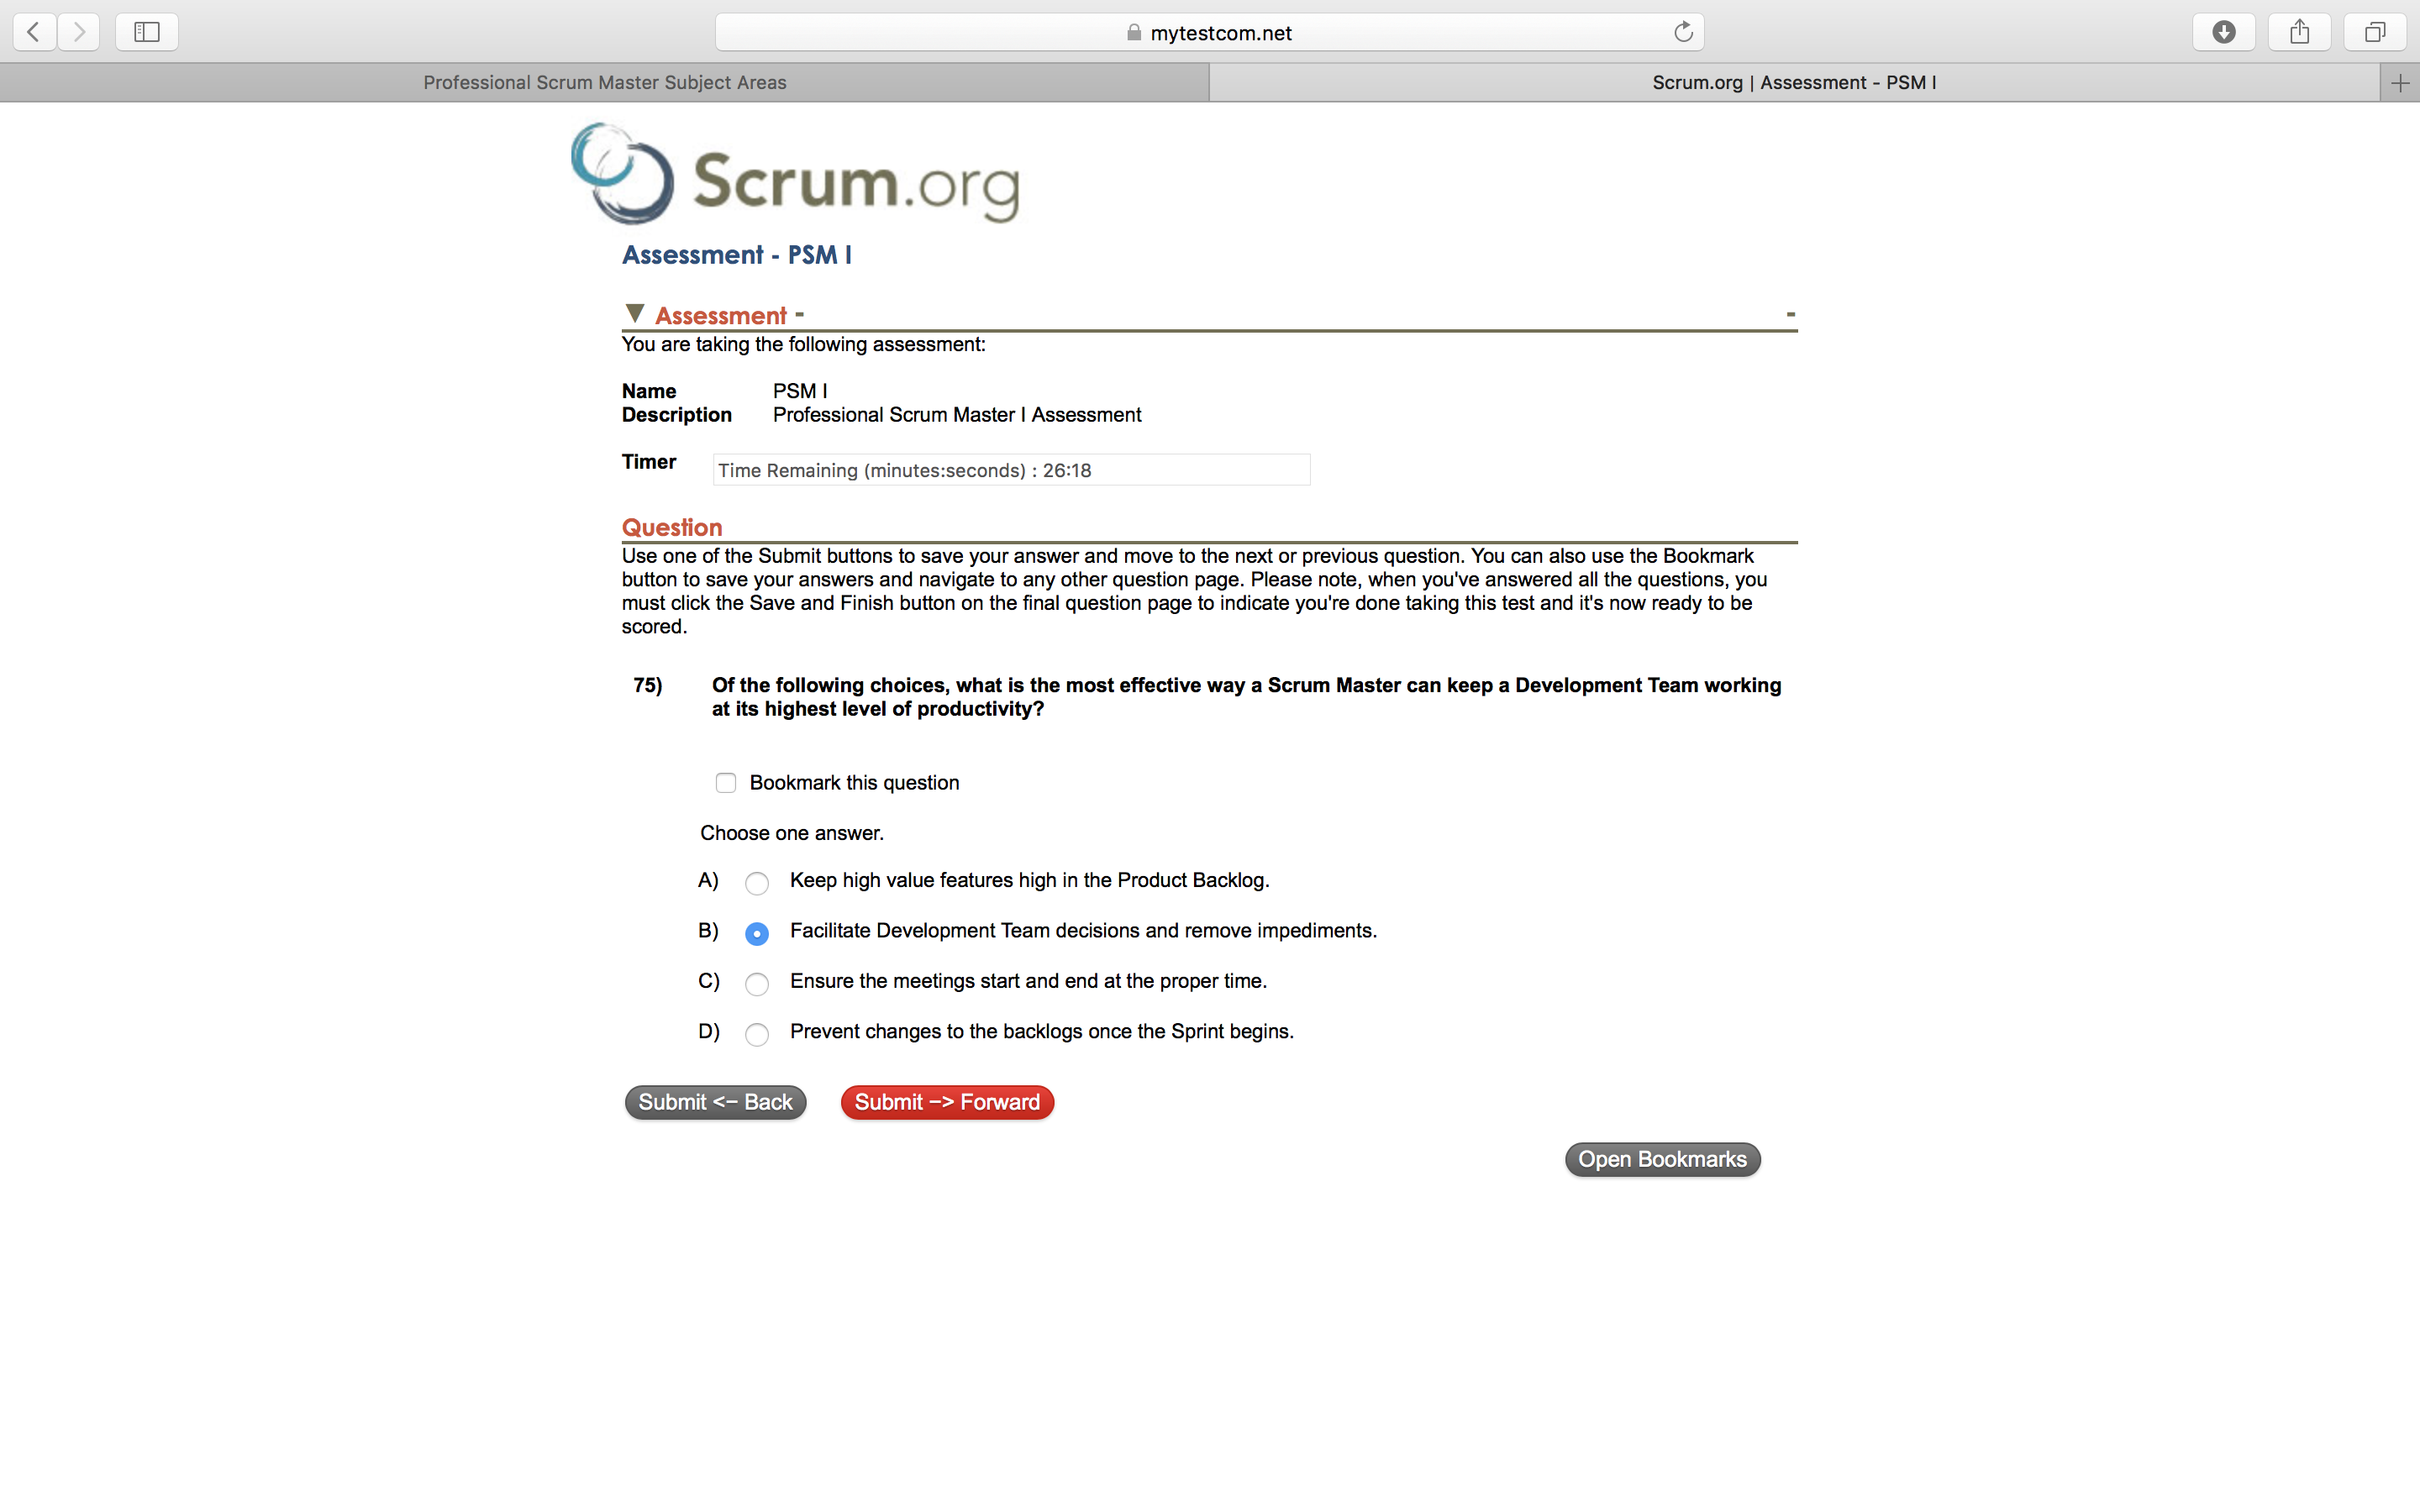 mytestcom.net
Professional Scrum Master Subject Areas
Scrum.org | Assessment - PSM I
Scrum.org
Assessment - PSM I
▼ Assessment -
-
You are taking the following assessment:
Name PSM I
Description Professional Scrum Master I Assessment
Timer Time Remaining (minutes:seconds) : 26:18
Question
Use one of the Submit buttons to save your answer and move to the next or previous question. You can also use the Bookmark
button to save your answers and navigate to any other question page. Please note, when you've answered all the questions, you
must click the Save and Finish button on the final question page to indicate you're done taking this test and it's now ready to be
scored.
75) Of the following choices, what is the most effective way a Scrum Master can keep a Development Team working
at its highest level of productivity?
Bookmark this question
Choose one answer.
A) Keep high value features high in the Product Backlog.
B) Facilitate Development Team decisions and remove impediments.
C) Ensure the meetings start and end at the proper time.
D) Prevent changes to the backlogs once the Sprint begins.
Submit <- Back Submit -> Forward
Open Bookmarks